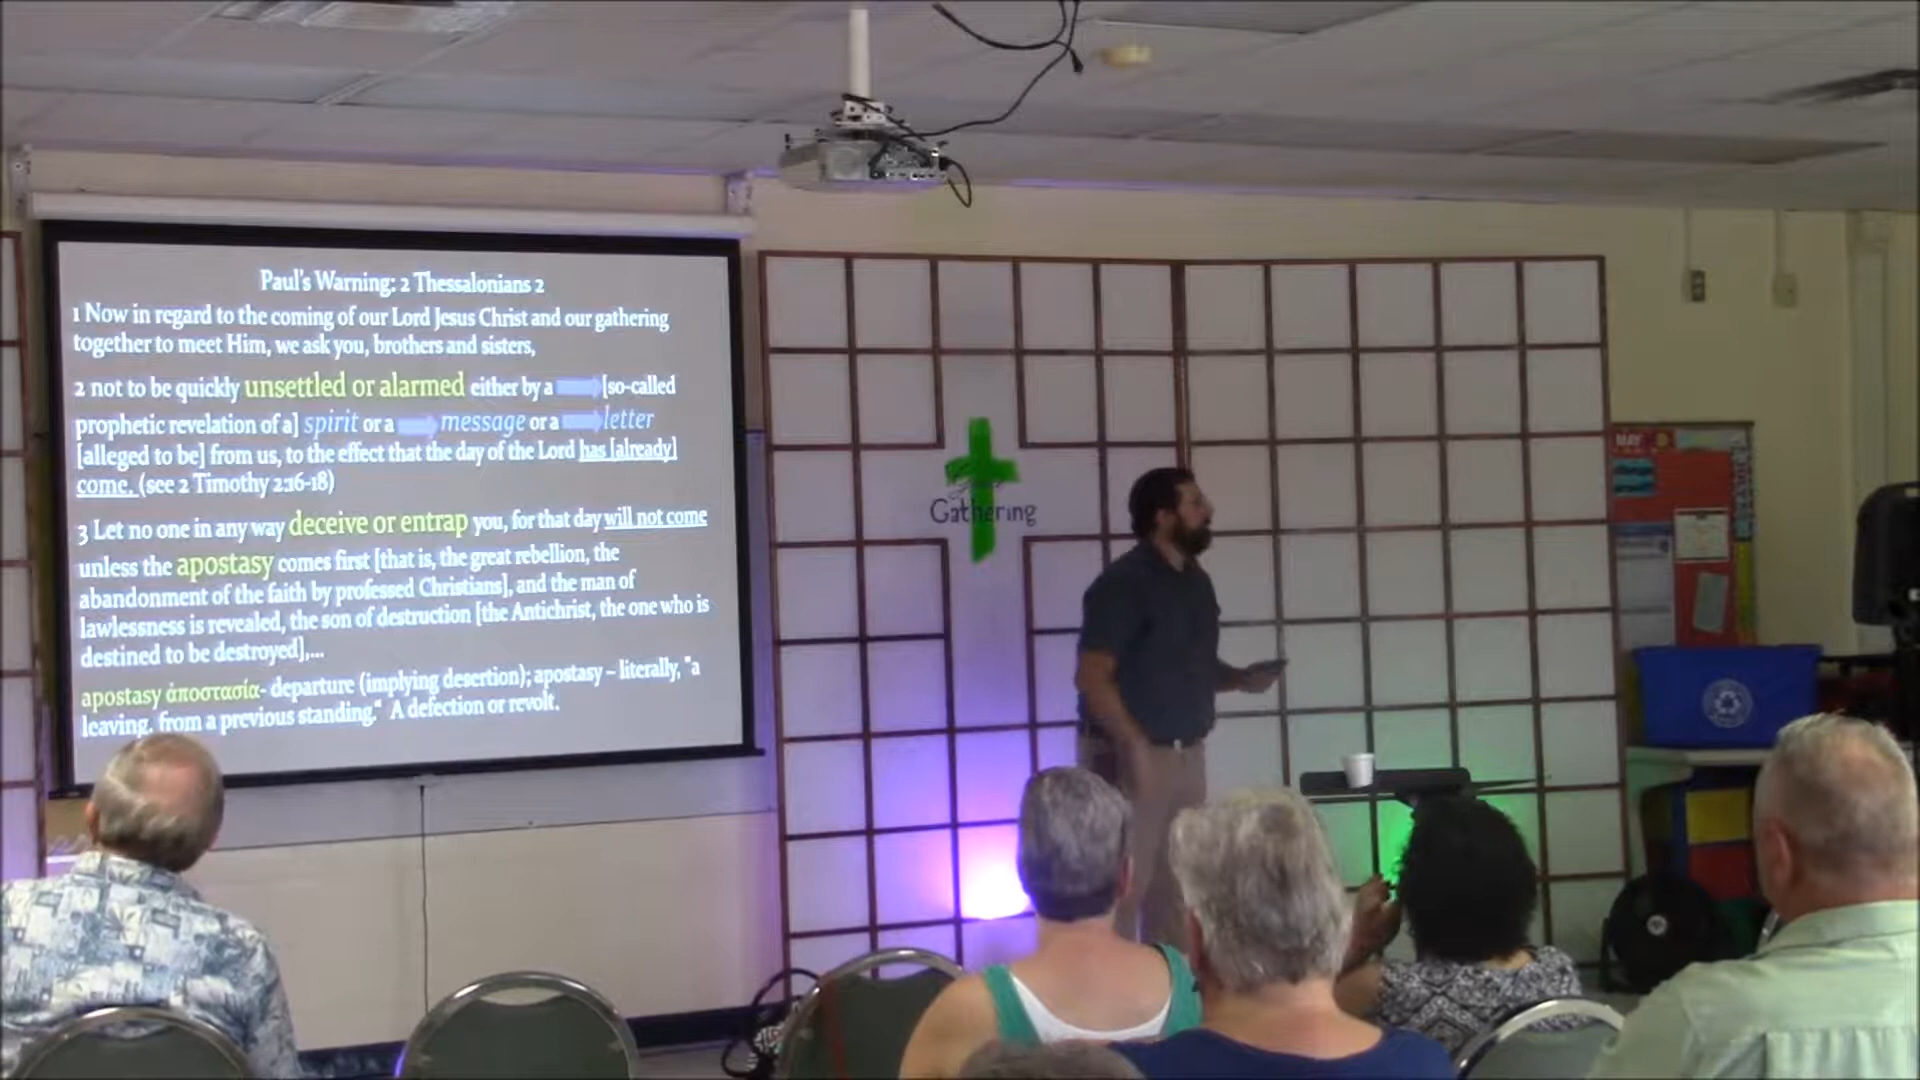 Paul's Warning: 2 Thessalonians 2
1 Now in regard to the coming of our Lord Jesus Christ and our gathering
together to meet Him, we ask you, brothers and sisters,
2 not to be quickly unsettled or alarmed either by a [so-called
prophetic revelation of a] spirit or a message or a letter
[alleged to be] from us, to the effect that the day of the Lord has [already]
come. (see 2 Timothy 2:16-18)
3 Let no one in any way deceive or entrap you, for that day will not come
unless the apostasy comes first [that is, the great rebellion, the
abandonment of the faith by professed Christians], and the man of
lawlessness is revealed, the son of destruction [the Antichrist, the one who is
destined to be destroyed],...
apostasy ἀποστασία- departure (implying desertion); apostasy – literally, "a
leaving, from a previous standing." A defection or revolt.
Gathering
MAY